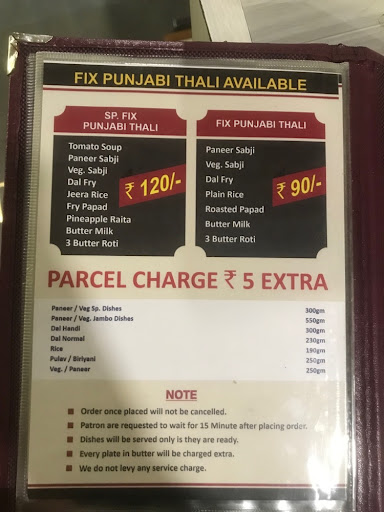 FIX PUNJABI THALI AVAILABLE
SP. FIX
PUNJABI THALI
Tomato Soup
Paneer Sabji
Veg. Sabji
Dal Fry
Jeera Rice
Fry Papad
Pineapple Raita
Butter Milk
3 Butter Roti
₹ 120/-
FIX PUNJABI THALI
Paneer Sabji
Veg. Sabji
Dal Fry
Plain Rice
Roasted Papad
Butter Milk
3 Butter Roti
₹ 90/-
PARCEL CHARGE ₹ 5 EXTRA
Paneer / Veg Sp. Dishes 300gm
Paneer / Veg. Jambo Dishes 550gm
Dal Handi 300gm
Dal Normal 230gm
Rice 190gm
Pulav / Biriyani 250gm
Veg. / Paneer 250gm
NOTE
Order once placed will not be cancelled.
Patron are requested to wait for 15 Minute after placing order.
Dishes will be served only is they are ready.
Every plate in butter will be charged extra.
We do not levy any service charge.